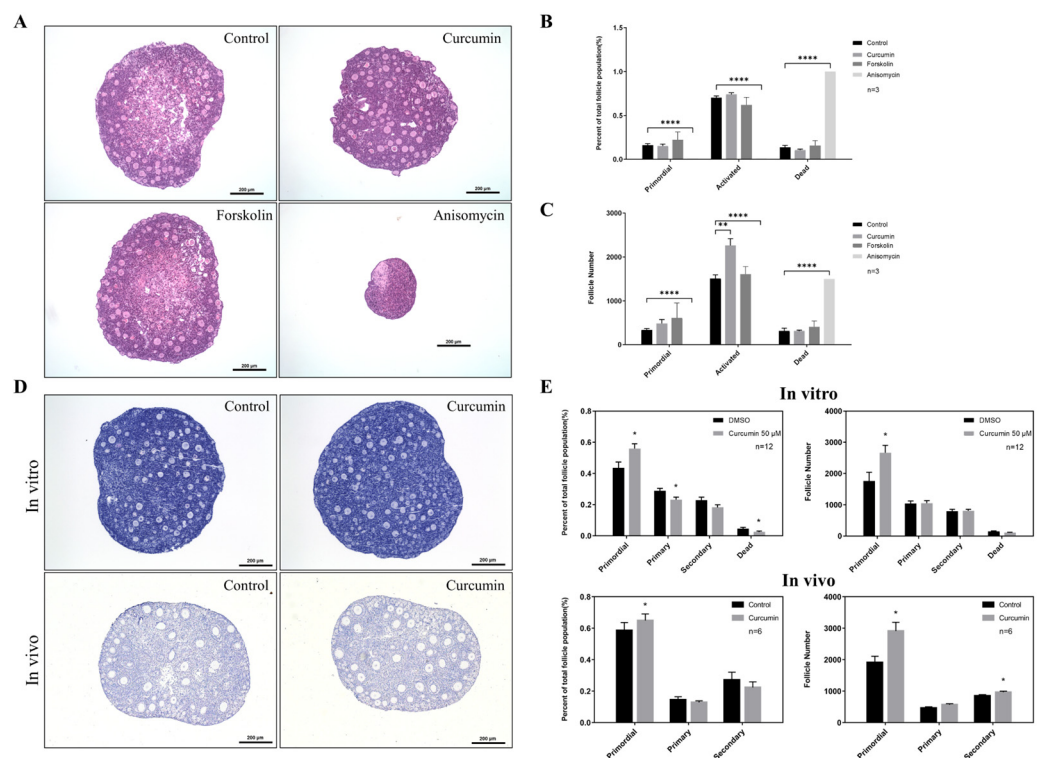 A
Control
200 μm
Curcumin
200 μm
Forskolin
200 μm
Anisomycin
200 μm
B
Percent of total follicle population(%)
1.5
1.0
0.5
0.0
****
****
****
Primordial
Activated
Dead
Control
Curcumin
Forskolin
Anisomycin
n=3
C
Follicle Number
3000
2000
1000
0
****
****
**
****
Primordial
Activated
Dead
Control
Curcumin
Forskolin
Anisomycin
n=3
D
In vitro
Control
200 μm
Curcumin
200 μm
In vivo
Control
*
200 μm
Curcumin
200 μm
E
In vitro
Percent of total follicle population(%)
0.8
0.6
0.4
0.2
0.0
*
*
*
Primordial
Primary
Secondary
Dead
DMSO
Curcumin 50 μM
n=12
Follicle Number
4000
3000
2000
1000
0
*
Primordial
Primary
Secondary
Dead
DMSO
Curcumin 50 μM
n=12
In vivo
Percent of total follicle population(%)
0.8
0.6
0.4
0.2
0.0
*
Primordial
Primary
Secondary
Control
Curcumin
n=6
Follicle Number
4000
3000
2000
1000
0
*
*
Primordial
Primary
Secondary
Control
Curcumin
n=6